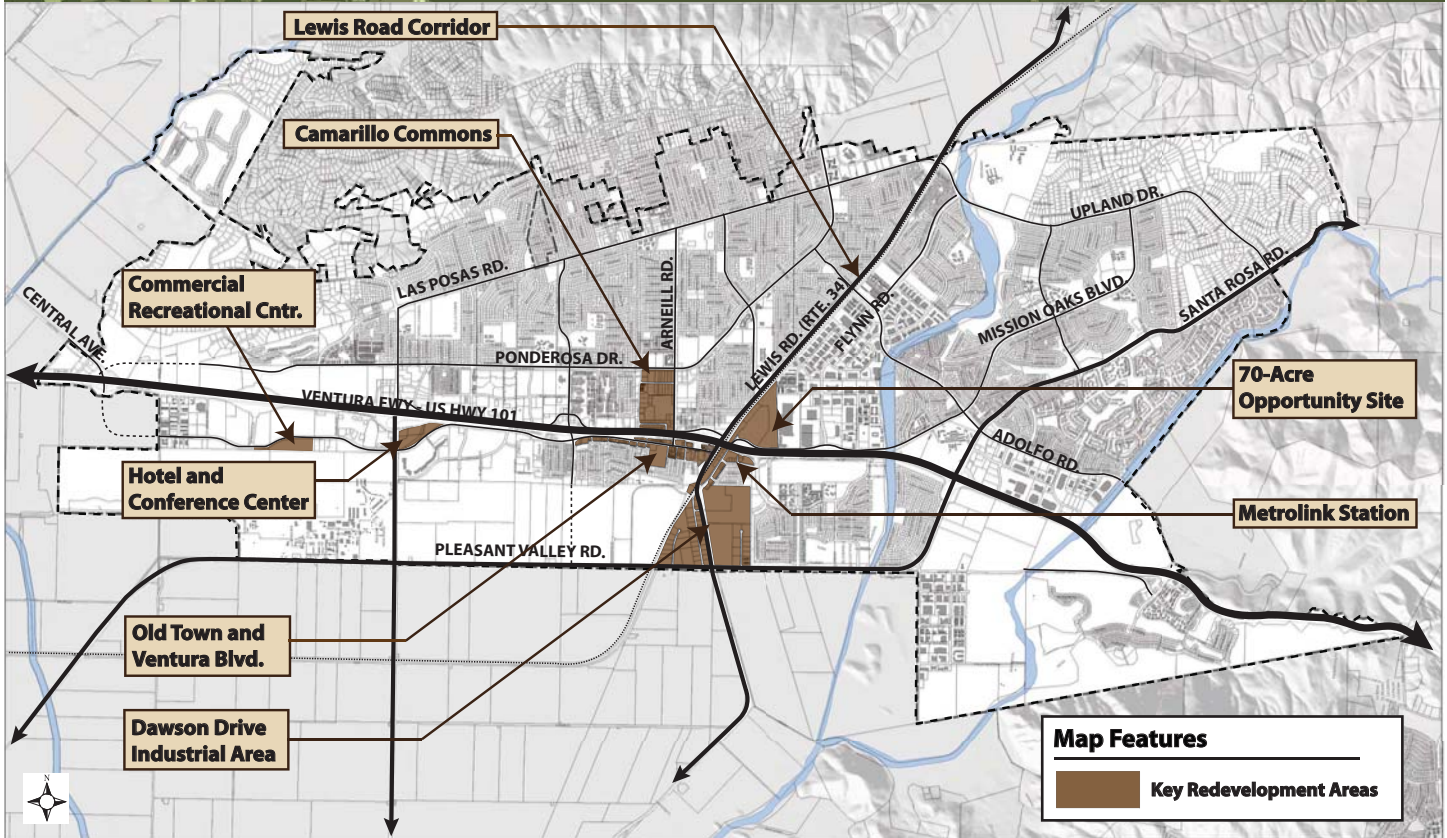 Lewis Road Corridor
Camarillo Commons
UPLAND DR.
LAS POSAS RD.
ARNEILL RD.
LEWIS RD. (RTE. 34)
FLYNN RD.
MISSION OAKS BLVD.
SANTA ROSA RD.
Commercial
Recreational Cntr.
CENTRAL AVE.
PONDEROSA DR.
VENTURA FWY - US HWY 101
70-Acre
Opportunity Site
ADOLFO RD.
Hotel and
Conference Center
Metrolink Station
PLEASANT VALLEY RD.
Old Town and
Ventura Blvd.
Dawson Drive
Industrial Area
Map Features
Key Redevelopment Areas
N